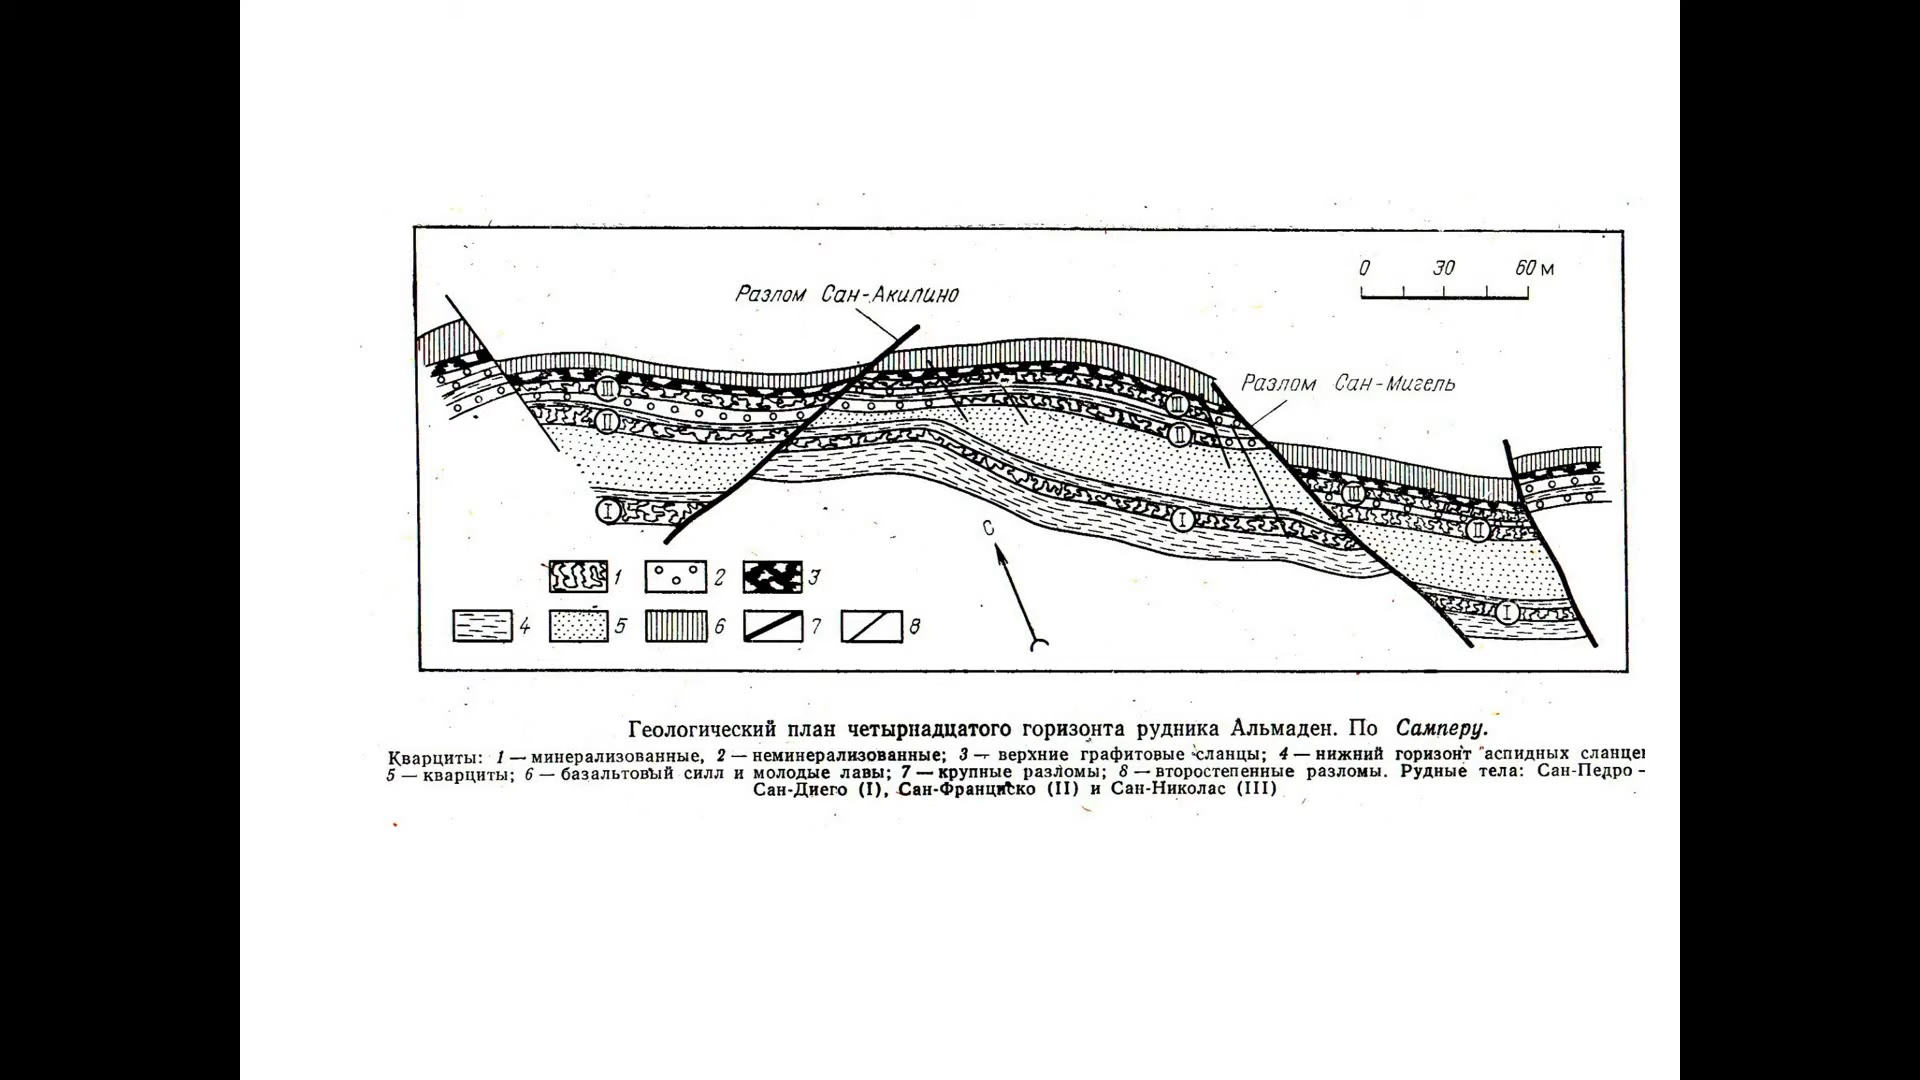 0 30 60 м
Разлом Сан-Акилино
Разлом Сан-Мигель
III
III
II
II
III
II
I
I
I
С
1 2 3
4 5 6 7 8
Геологический план четырнадцатого горизонта рудника Альмаден. По Самперу.
Кварциты: 1 — минерализованные, 2 — неминерализованные; 3 — верхние графитовые сланцы; 4 — нижний горизонт аспидных сланце
5 — кварциты; 6 — базальтовый силл и молодые лавы; 7 — крупные разломы; 8 — второстепенные разломы. Рудные тела: Сан-Педро -
Сан-Диего (I), Сан-Франциско (II) и Сан-Николас (III)